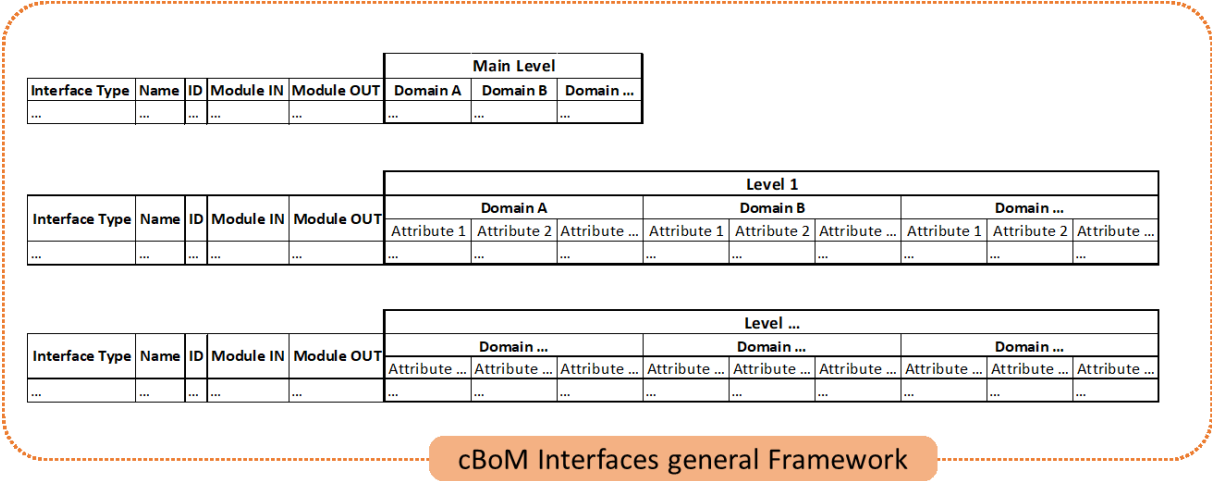 Main Level
Interface Type Name ID Module IN Module OUT Domain A Domain B Domain ...
... ... ... ... ... ... ... ...
Level 1
Interface Type Name ID Module IN Module OUT Domain A Domain B Domain ...
Attribute 1 Attribute 2 Attribute ... Attribute 1 Attribute 2 Attribute ... Attribute 1 Attribute 2 Attribute ...
... ... ... ... ... ... ... ... ... ... ... ... ... ...
Level ...
Interface Type Name ID Module IN Module OUT Domain ... Domain ... Domain ...
Attribute ... Attribute ... Attribute ... Attribute ... Attribute ... Attribute ... Attribute ... Attribute ... Attribute ...
... ... ... ... ... ... ... ... ... ... ... ... ... ...
cBoM Interfaces general Framework